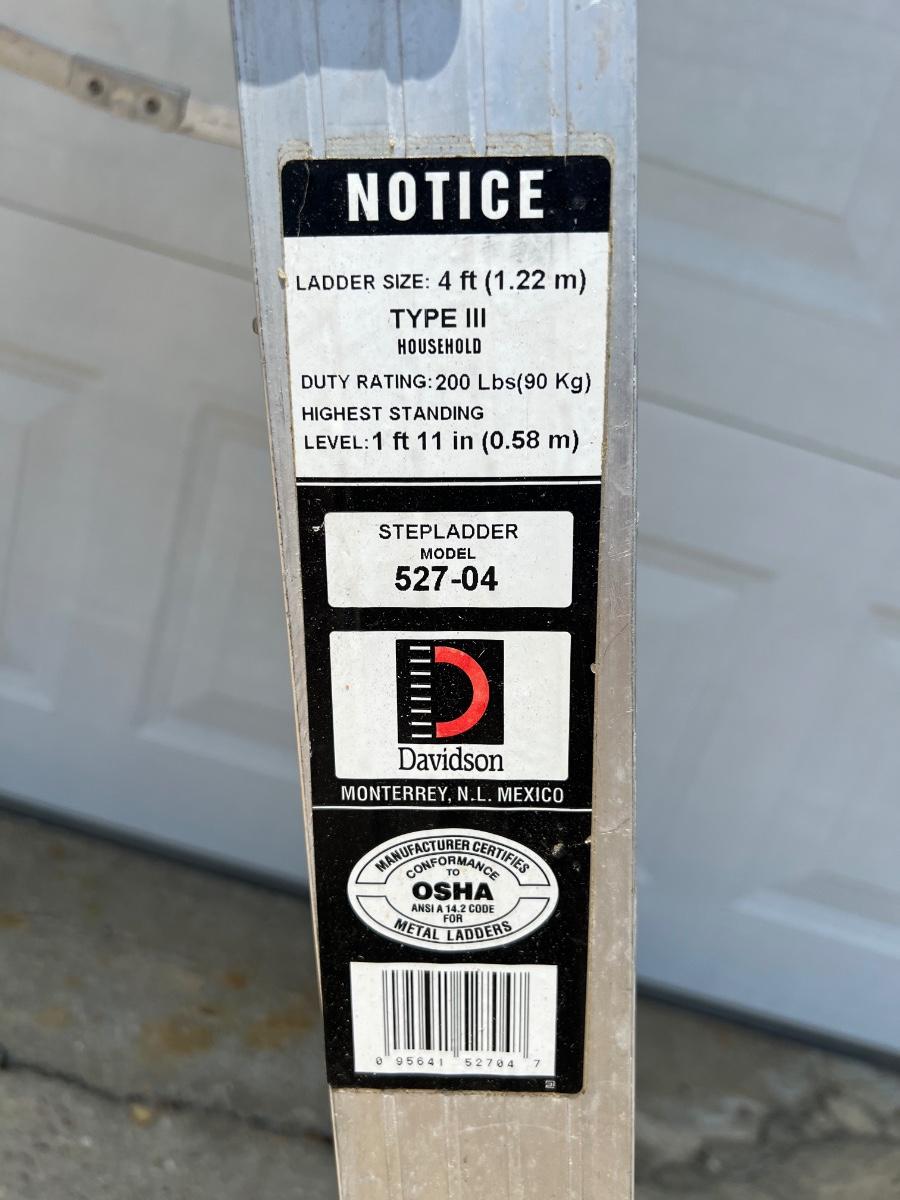 NOTICE
LADDER SIZE: 4 ft (1.22 m)
TYPE III
HOUSEHOLD
DUTY RATING: 200 Lbs(90 Kg)
HIGHEST STANDING
LEVEL: 1 ft 11 in (0.58 m)
STEPLADDER
MODEL
527-04
Davidson
MONTERREY, N.L. MEXICO
MANUFACTURER CERTIFIES
CONFORMANCE
TO
OSHA
ANSI A 14.2 CODE
FOR
METAL LADDERS
0 95641 52704 7